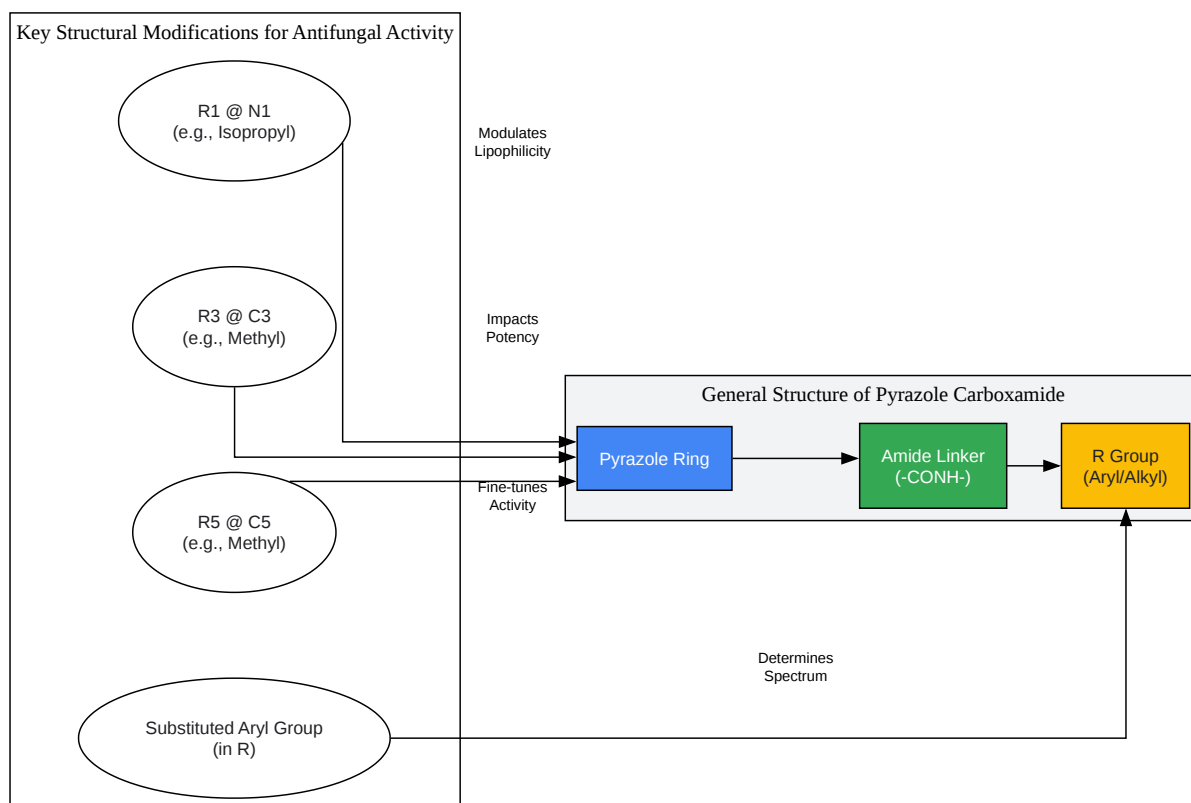 Key Structural Modifications for Antifungal Activity
R1 @ N1
(e.g., Isopropyl)
Modulates
Lipophilicity
R3 @ C3
(e.g., Methyl)
Impacts
Potency
General Structure of Pyrazole Carboxamide
Pyrazole Ring
Amide Linker
(-CONH-)
R Group
(Aryl/Alkyl)
Fine-tunes
Activity
R5 @ C5
(e.g., Methyl)
Determines
Spectrum
Substituted Aryl Group
(in R)